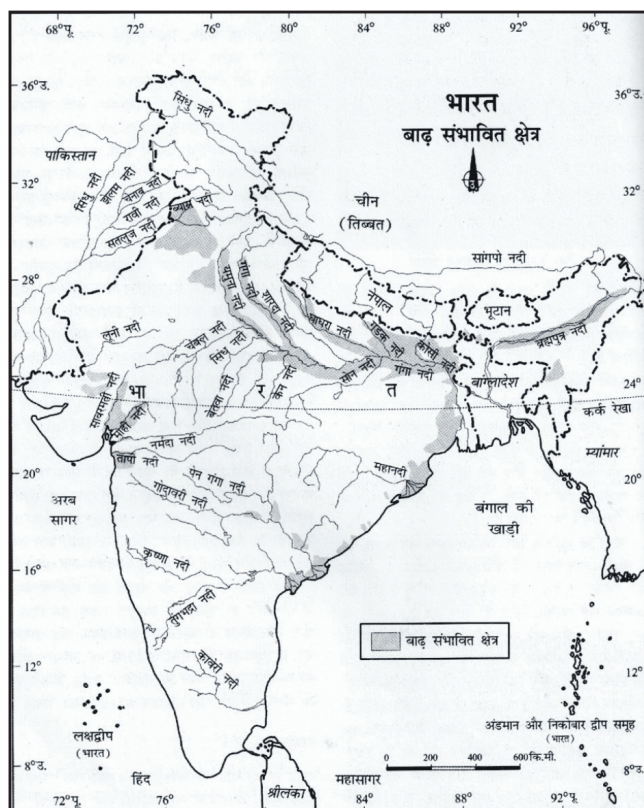 68°पू.
72°
76°
80°
84°
88°
92°
96°पू.
36°उ.
36°उ.
भारत
बाढ़ संभावित क्षेत्र
उ
सिंधु नदी
पाकिस्तान
32°
32°
सिंधु नदी
झेलम नदी
चेनाब नदी
रावी नदी
सतलुज नदी
ब्यास नदी
चीन
(तिब्बत)
28°
28°
सांगपो नदी
यमुना नदी
गंगा नदी
शारदा नदी
नेपाल
भूटान
घाघरा नदी
गंडक नदी
कोसी नदी
ब्रह्मपुत्र नदी
लूनी नदी
चंबल नदी
सिंध नदी
बेतवा नदी
केन नदी
सोन नदी
गंगा नदी
बांग्लादेश
24°
भा र त
साबरमती नदी
माही नदी
कर्क रेखा
नर्मदा नदी
म्यांमार
तापी नदी
20°
20°
पेन गंगा नदी
महानदी
गोदावरी नदी
अरब
सागर
बंगाल की
खाड़ी
कृष्णा नदी
16°
16°
तुंगभद्रा नदी
बाढ़ संभावित क्षेत्र
12°
12°
कावेरी नदी
लक्षद्वीप
(भारत)
अंडमान और निकोबार द्वीप समूह
(भारत)
0 200 400 600कि.मी.
8°उ.
8°उ.
हिंद
महासागर
श्रीलंका
72°पू.
76°
80°
84°
88°
92°पू.